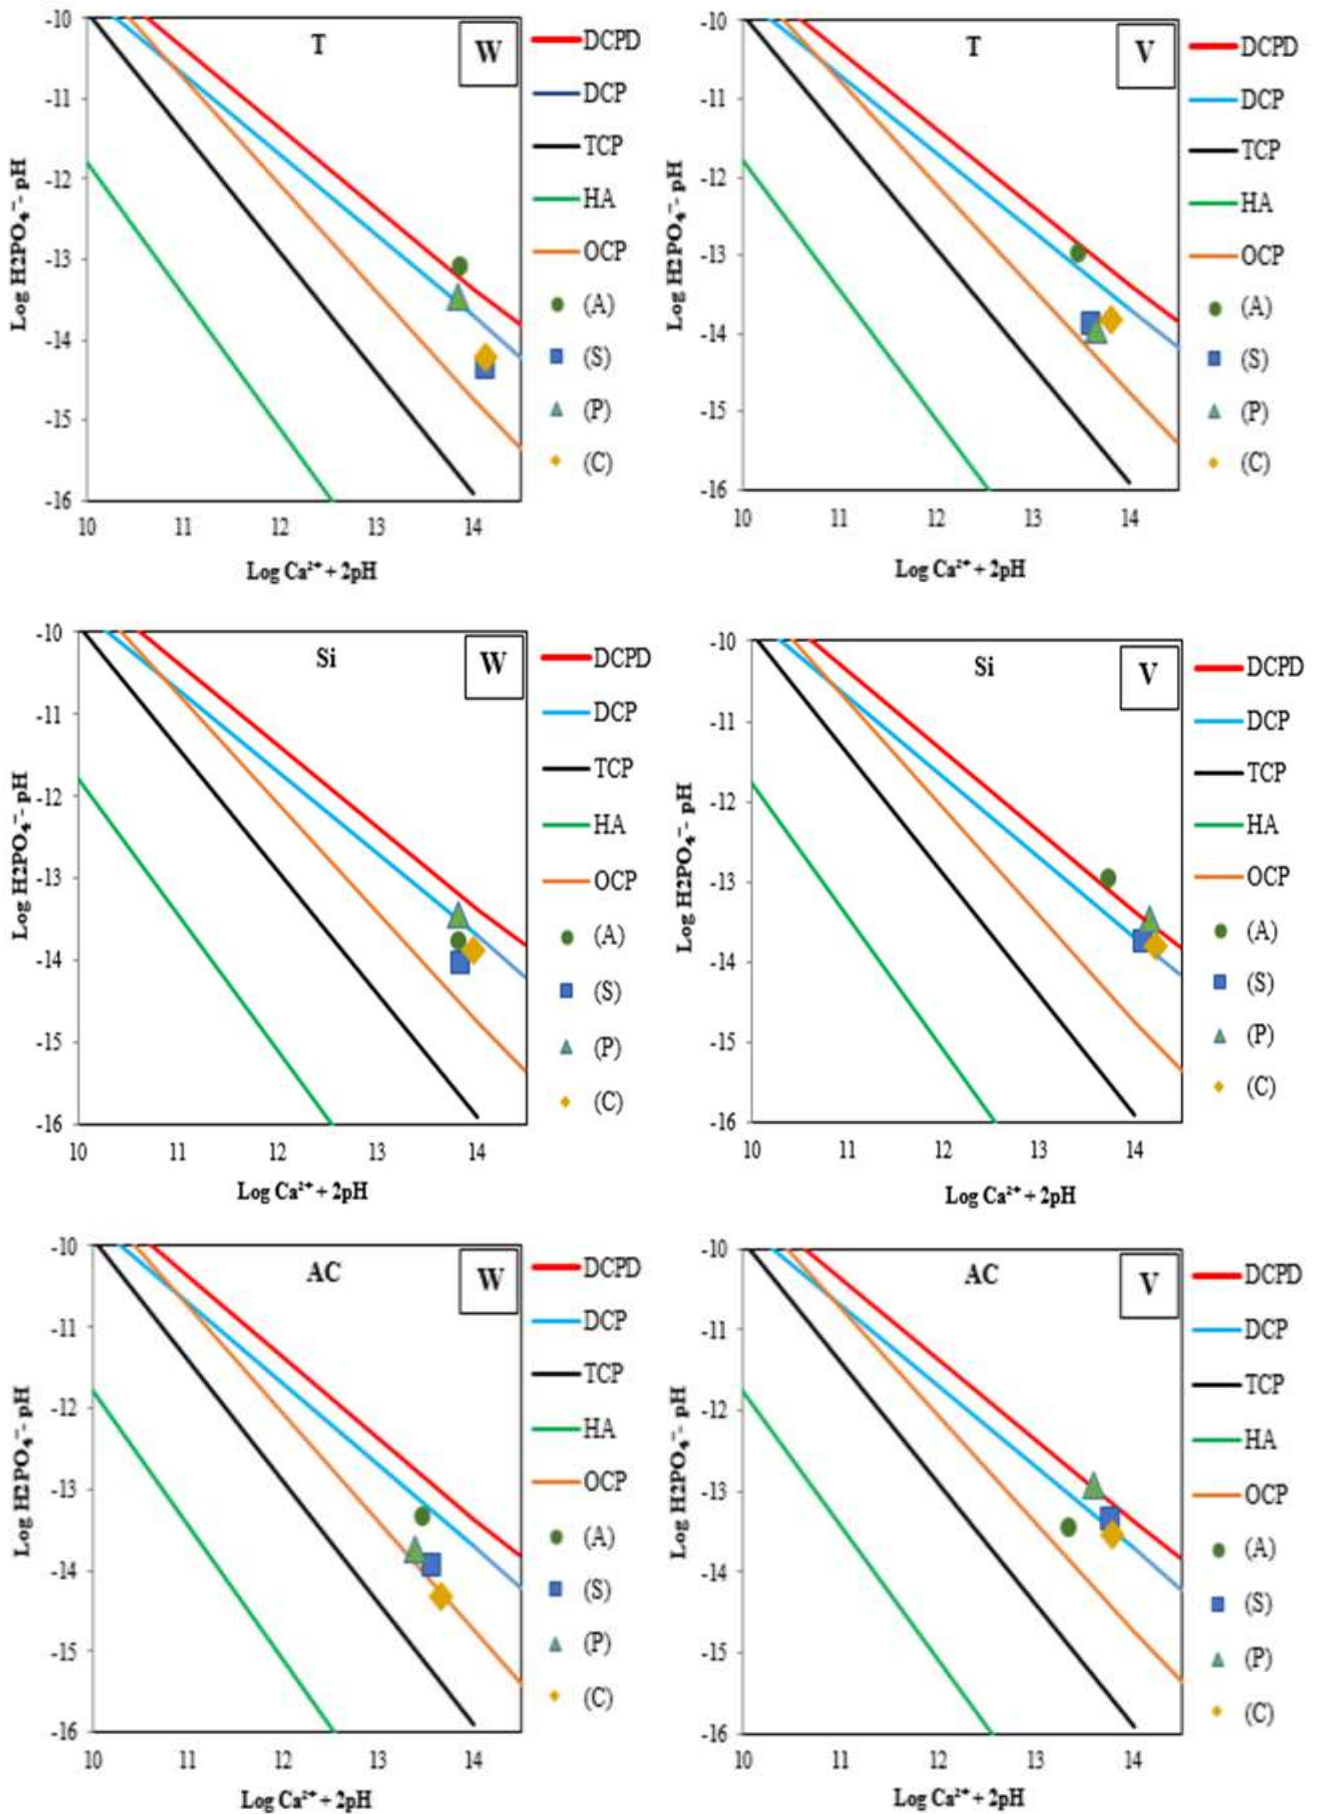 T
W
-10
-11
-12
-13
-14
-15
-16
10 11 12 13 14
Log H2PO₄⁻- pH
Log Ca²⁺ + 2pH
DCPD
DCP
TCP
HA
OCP
(A)
(S)
(P)
(C)
T
V
-10
-11
-12
-13
-14
-15
-16
10 11 12 13 14
Log H2PO₄⁻- pH
Log Ca²⁺ + 2pH
DCPD
DCP
TCP
HA
OCP
(A)
(S)
(P)
(C)
Si
W
-10
-11
-12
-13
-14
-15
-16
10 11 12 13 14
Log H2PO₄⁻- pH
Log Ca²⁺ + 2pH
DCPD
DCP
TCP
HA
OCP
(A)
(S)
(P)
(C)
Si
V
-10
-11
-12
-13
-14
-15
-16
10 11 12 13 14
Log H2PO₄⁻- pH
Log Ca²⁺ + 2pH
DCPD
DCP
TCP
HA
OCP
(A)
(S)
(P)
(C)
AC
W
-10
-11
-12
-13
-14
-15
-16
10 11 12 13 14
Log H2PO₄⁻- pH
Log Ca²⁺ + 2pH
DCPD
DCP
TCP
HA
OCP
(A)
(S)
(P)
(C)
AC
V
-10
-11
-12
-13
-14
-15
-16
10 11 12 13 14
Log H2PO₄⁻- pH
Log Ca²⁺ + 2pH
DCPD
DCP
TCP
HA
OCP
(A)
(S)
(P)
(C)